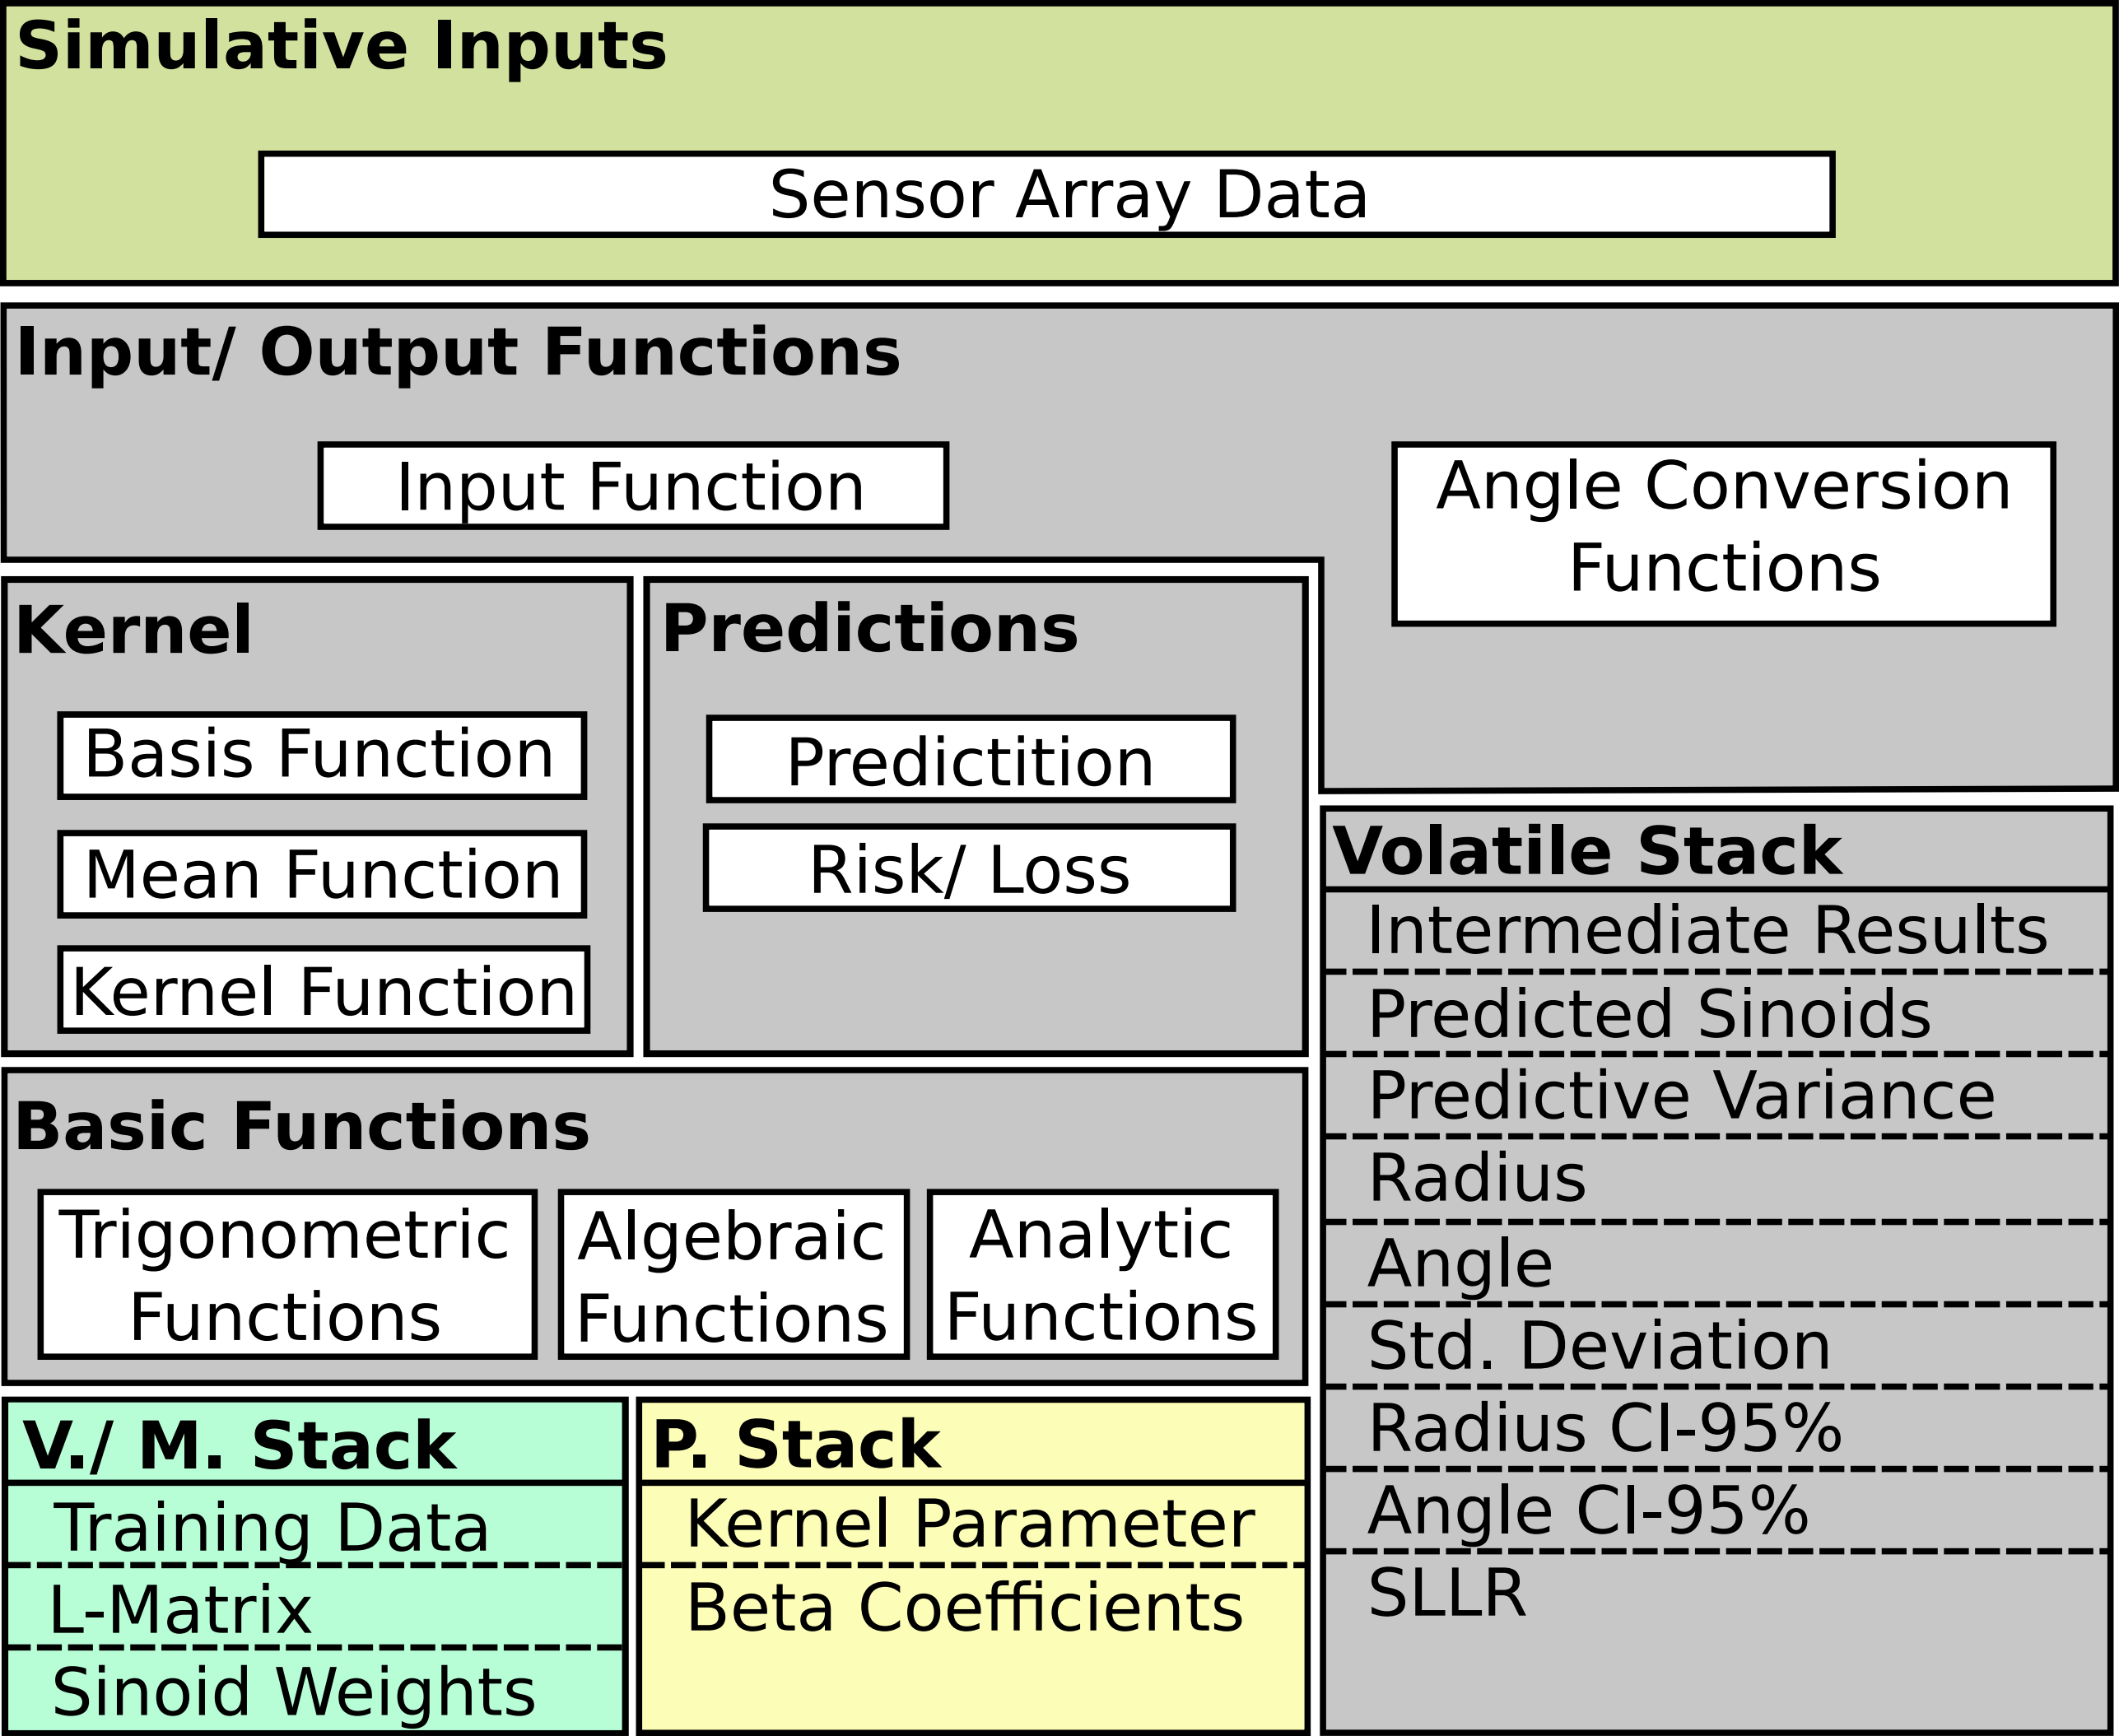 Simulative Inputs
Sensor Array Data
Input/ Output Functions
Input Function
Angle Conversion
Functions
Kernel
Basis Function
Mean Function
Kernel Function
Predictions
Predictition
Risk/ Loss
Basic Functions
Trigonometric
Functions
Algebraic
Functions
Analytic
Functions
V./ M. Stack
Training Data
L-Matrix
Sinoid Weights
P. Stack
Kernel Parameter
Beta Coefficients
Volatile Stack
Intermediate Results
Predicted Sinoids
Predictive Variance
Radius
Angle
Std. Deviation
Radius CI-95%
Angle CI-95%
SLLR